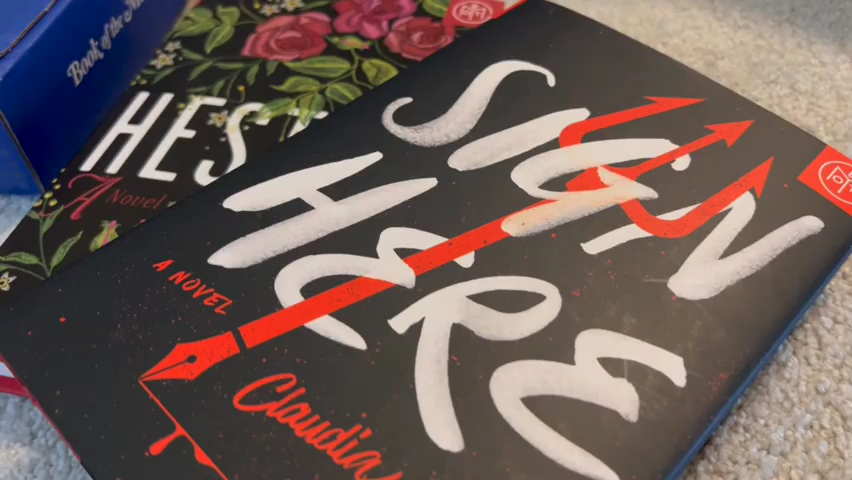 Book of the M
HES
A Novel
SIGN
HERE
A NOVEL
Claudia